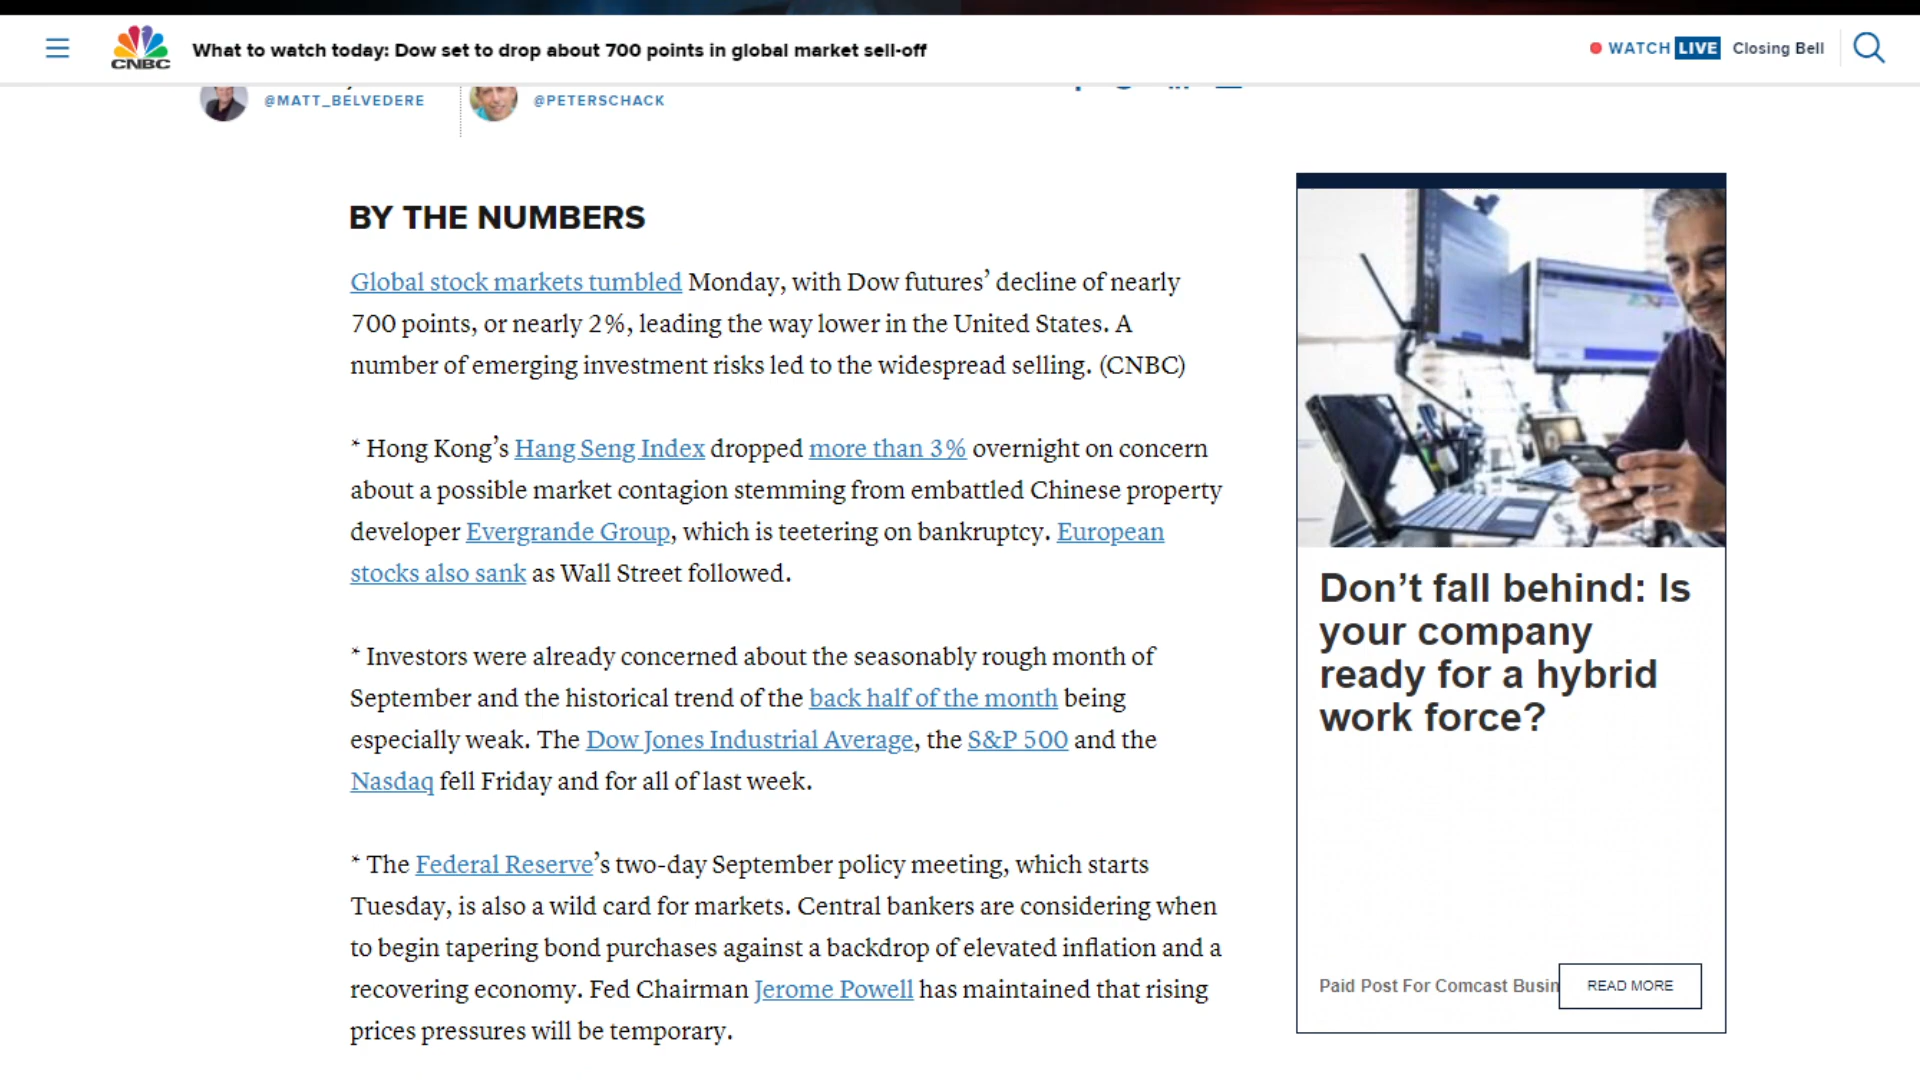 CNBC
What to watch today: Dow set to drop about 700 points in global market sell-off
WATCH LIVE Closing Bell
@MATT_BELVEDERE
@PETERSCHACK
BY THE NUMBERS
Global stock markets tumbled Monday, with Dow futures’ decline of nearly
700 points, or nearly 2%, leading the way lower in the United States. A
number of emerging investment risks led to the widespread selling. (CNBC)
* Hong Kong’s Hang Seng Index dropped more than 3% overnight on concern
about a possible market contagion stemming from embattled Chinese property
developer Evergrande Group, which is teetering on bankruptcy. European
stocks also sank as Wall Street followed.
* Investors were already concerned about the seasonably rough month of
September and the historical trend of the back half of the month being
especially weak. The Dow Jones Industrial Average, the S&P 500 and the
Nasdaq fell Friday and for all of last week.
* The Federal Reserve’s two-day September policy meeting, which starts
Tuesday, is also a wild card for markets. Central bankers are considering when
to begin tapering bond purchases against a backdrop of elevated inflation and a
recovering economy. Fed Chairman Jerome Powell has maintained that rising
prices pressures will be temporary.
Don’t fall behind: Is
your company
ready for a hybrid
work force?
Paid Post For Comcast Busin
READ MORE